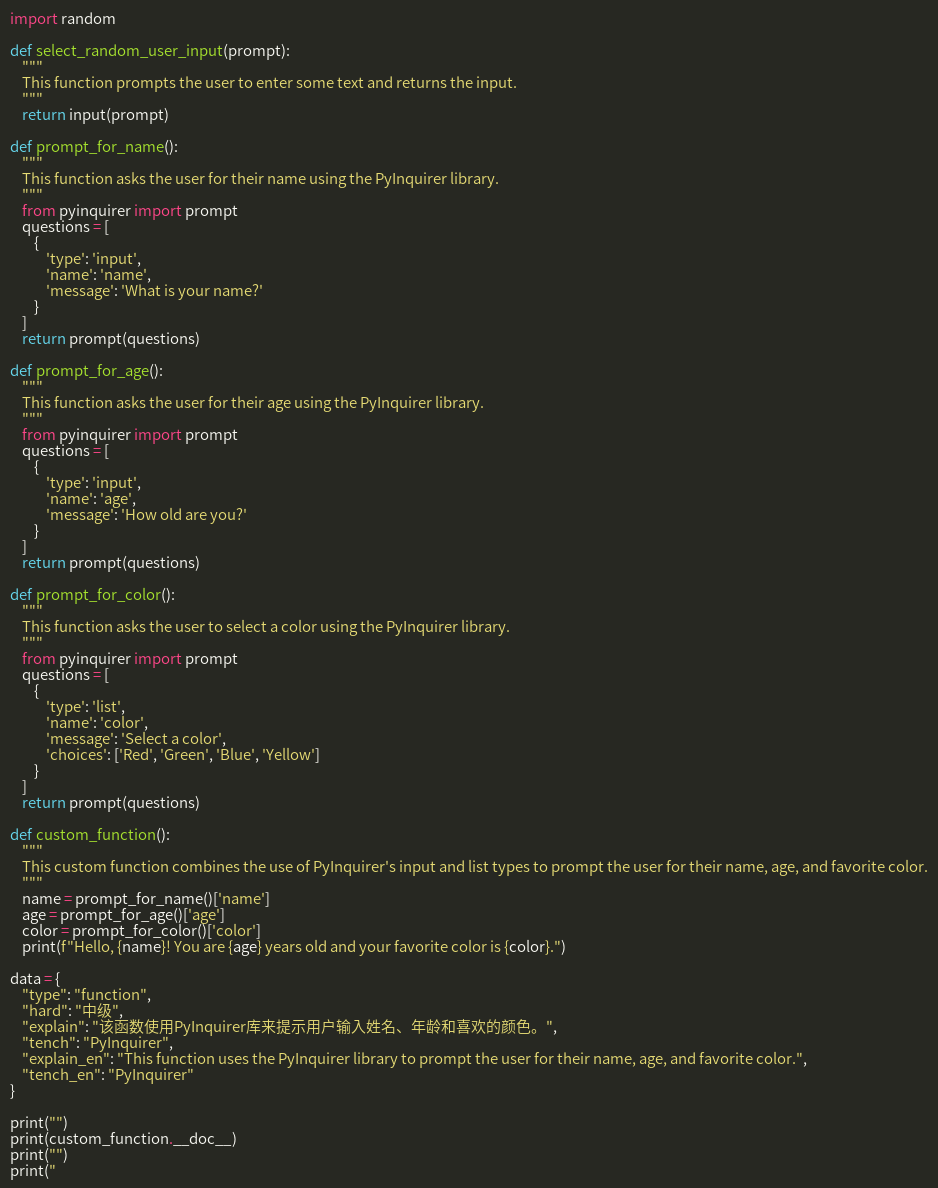 import random

def select_random_user_input(prompt):
    """
    This function prompts the user to enter some text and returns the input.
    """
    return input(prompt)

def prompt_for_name():
    """
    This function asks the user for their name using the PyInquirer library.
    """
    from pyinquirer import prompt
    questions = [
        {
            'type': 'input',
            'name': 'name',
            'message': 'What is your name?'
        }
    ]
    return prompt(questions)

def prompt_for_age():
    """
    This function asks the user for their age using the PyInquirer library.
    """
    from pyinquirer import prompt
    questions = [
        {
            'type': 'input',
            'name': 'age',
            'message': 'How old are you?'
        }
    ]
    return prompt(questions)

def prompt_for_color():
    """
    This function asks the user to select a color using the PyInquirer library.
    """
    from pyinquirer import prompt
    questions = [
        {
            'type': 'list',
            'name': 'color',
            'message': 'Select a color',
            'choices': ['Red', 'Green', 'Blue', 'Yellow']
        }
    ]
    return prompt(questions)

def custom_function():
    """
    This custom function combines the use of PyInquirer's input and list types to prompt the user for their name, age, and favorite color.
    """
    name = prompt_for_name()['name']
    age = prompt_for_age()['age']
    color = prompt_for_color()['color']
    print(f"Hello, {name}! You are {age} years old and your favorite color is {color}.")

data = {
    "type": "function",
    "hard": "中级",
    "explain": "该函数使用PyInquirer库来提示用户输入姓名、年龄和喜欢的颜色。",
    "tench": "PyInquirer",
    "explain_en": "This function uses the PyInquirer library to prompt the user for their name, age, and favorite color.",
    "tench_en": "PyInquirer"
}

print("")
print(custom_function.__doc__)
print("")
print("